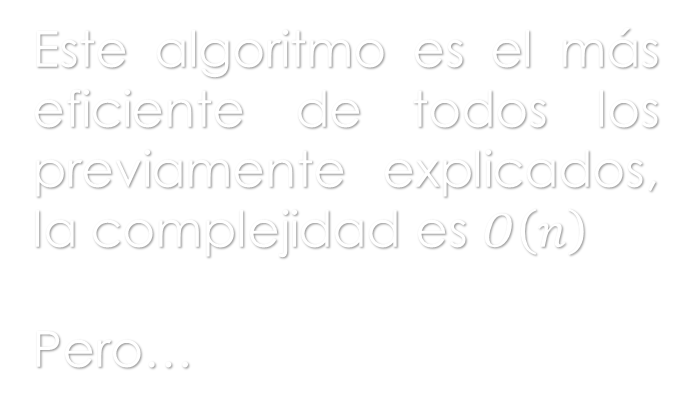 Este algoritmo es el más
eficiente de todos los
previamente explicados,
la complejidad es O(n)
Pero...